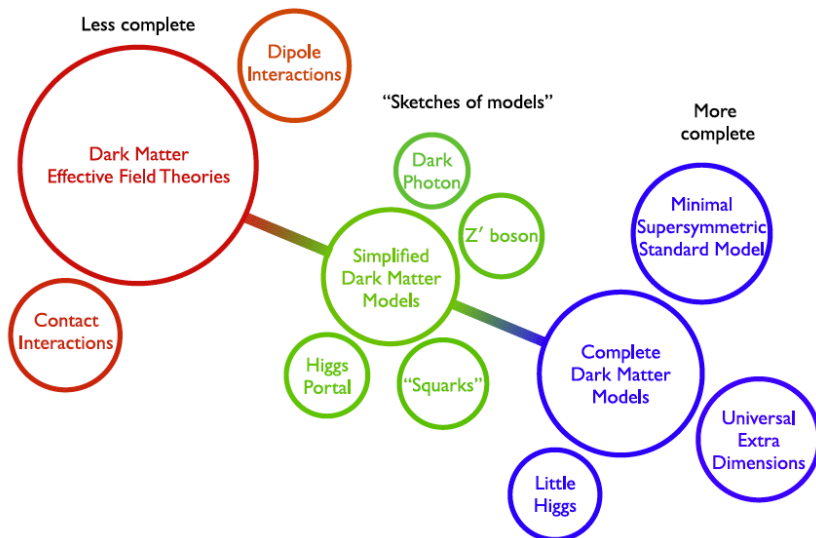 Less complete
Dipole
Interactions
Dark Matter
Effective Field Theories
Contact
Interactions
“Sketches of models”
Dark
Photon
Z′ boson
Simplified
Dark Matter
Models
Higgs
Portal
“Squarks”
More
complete
Minimal
Supersymmetric
Standard Model
Complete
Dark Matter
Models
Universal
Extra
Dimensions
Little
Higgs